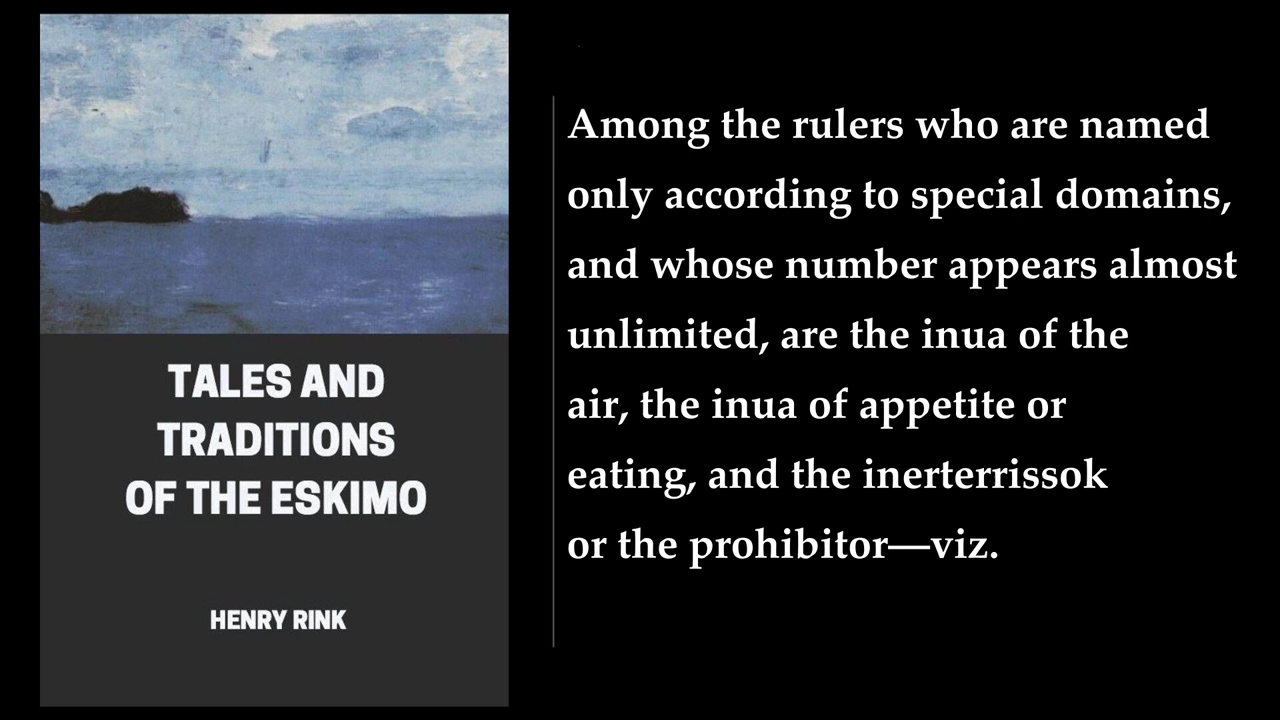 TALES AND
TRADITIONS
OF THE ESKIMO
HENRY RINK
Among the rulers who are named
only according to special domains,
and whose number appears almost
unlimited, are the inua of the
air, the inua of appetite or
eating, and the inerterrissok
or the prohibitor—viz.